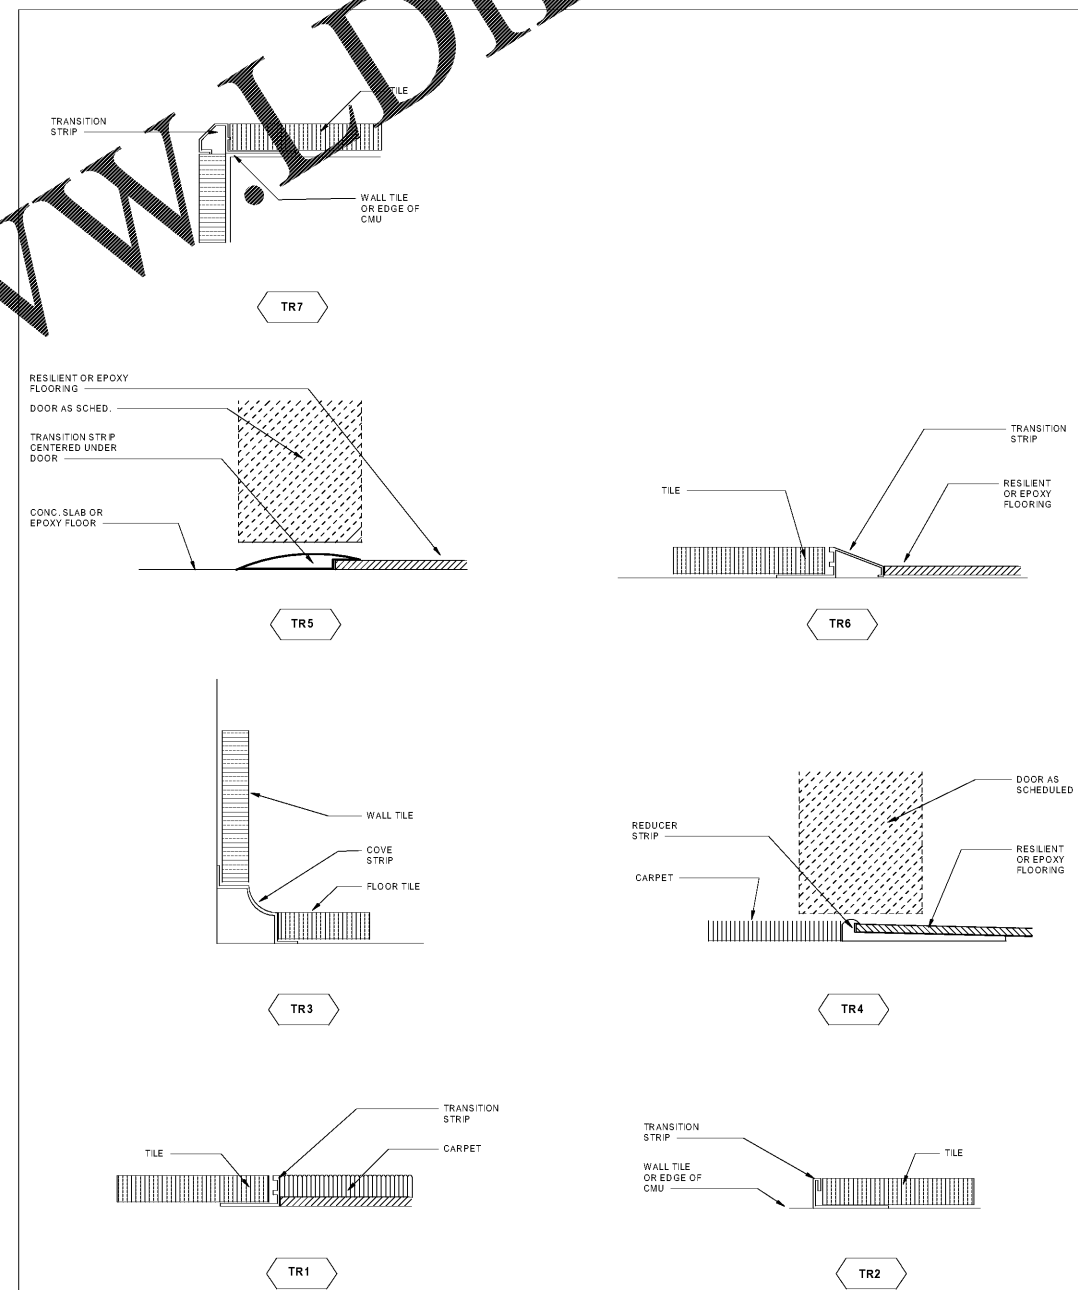 WWW.LDI
TILE
TRANSITION
STRIP
WALL TILE
OR EDGE OF
CMU
TR7
RESILIENT OR EPOXY
FLOORING
DOOR AS SCHED.
TRANSITION STRIP
CENTERED UNDER
DOOR
CONC. SLAB OR
EPOXY FLOOR
TR5
TRANSITION
STRIP
TILE
RESILIENT
OR EPOXY
FLOORING
TR6
WALL TILE
COVE
STRIP
FLOOR TILE
TR3
DOOR AS
SCHEDULED
REDUCER
STRIP
RESILIENT
OR EPOXY
FLOORING
CARPET
TR4
TRANSITION
STRIP
TILE
CARPET
TR1
TRANSITION
STRIP
TILE
WALL TILE
OR EDGE OF
CMU
TR2